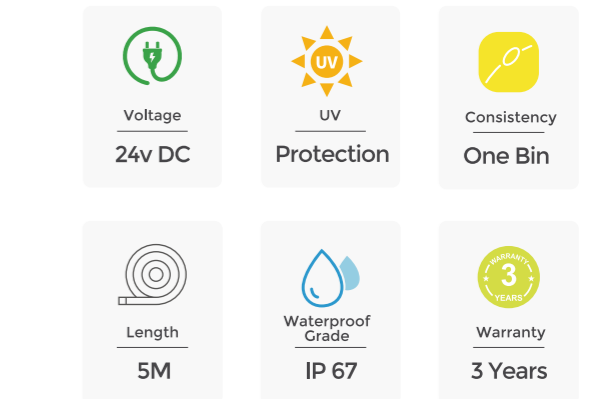 UV
Voltage
24v DC
UV
Protection
Consistency
One Bin
Length
5M
Waterproof
Grade
IP 67
WARRANTY
3
YEARS
Warranty
3 Years